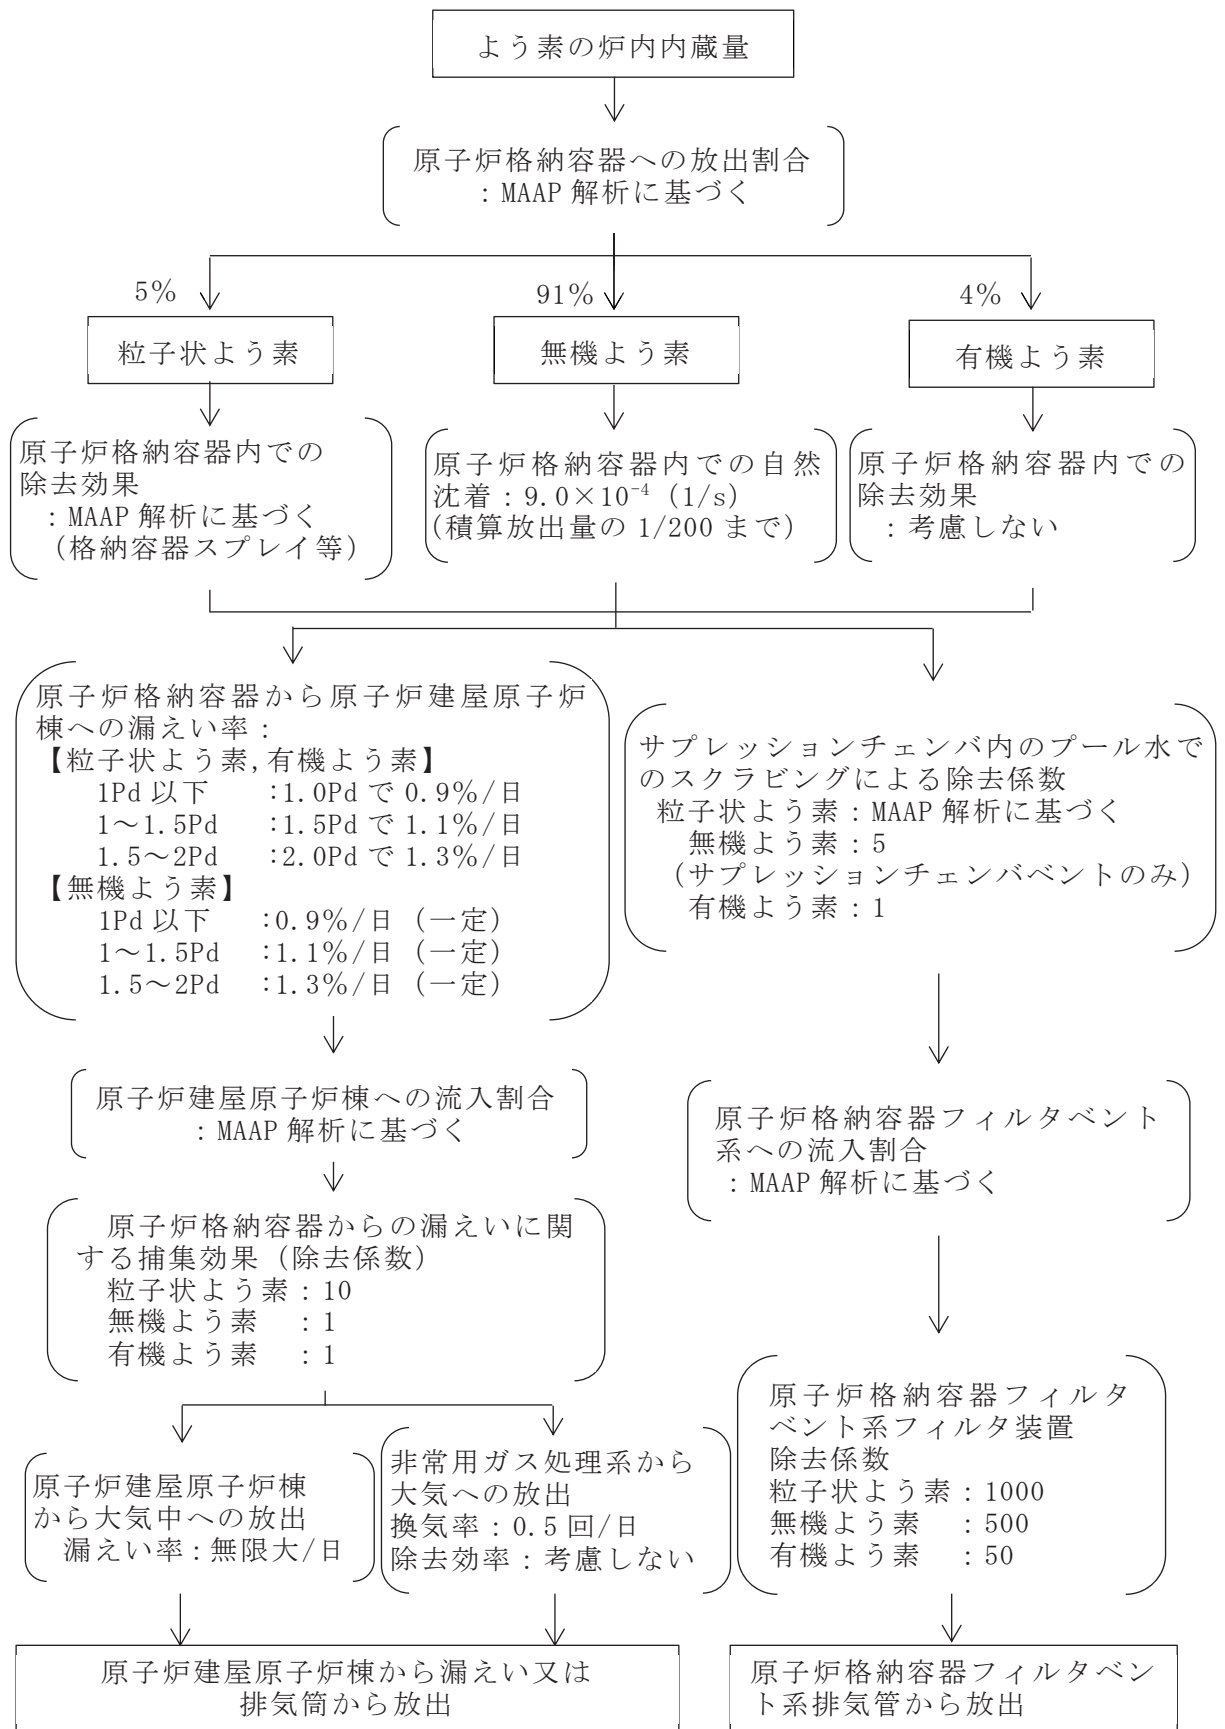 よう素の炉内内蔵量
原子炉格納容器への放出割合
：MAAP 解析に基づく
5%
91%
4%
粒子状よう素
無機よう素
有機よう素
原子炉格納容器内での
除去効果
：MAAP 解析に基づく
（格納容器スプレイ等）
原子炉格納容器内での自然
沈着：9.0×10⁻⁴（1/s）
（積算放出量の 1/200 まで）
原子炉格納容器内での
除去効果
：考慮しない
原子炉格納容器から原子炉建屋原子炉
棟への漏えい率：
【粒子状よう素,有機よう素】
1Pd 以下　：1.0Pd で 0.9%/日
1～1.5Pd　：1.5Pd で 1.1%/日
1.5～2Pd　：2.0Pd で 1.3%/日
【無機よう素】
1Pd 以下　：0.9%/日（一定）
1～1.5Pd　：1.1%/日（一定）
1.5～2Pd　：1.3%/日（一定）
原子炉建屋原子炉棟への流入割合
：MAAP 解析に基づく
原子炉格納容器からの漏えいに関
する捕集効果（除去係数）
粒子状よう素：10
無機よう素　：1
有機よう素　：1
原子炉建屋原子炉棟
から大気中への放出
漏えい率：無限大/日
非常用ガス処理系から
大気への放出
換気率：0.5 回/日
除去効率：考慮しない
原子炉建屋原子炉棟から漏えい又は
排気筒から放出
サプレッションチェンバ内のプール水で
のスクラビングによる除去係数
粒子状よう素：MAAP 解析に基づく
無機よう素：5
（サプレッションチェンバベントのみ）
有機よう素：1
原子炉格納容器フィルタベント
系への流入割合
：MAAP 解析に基づく
原子炉格納容器フィルタ
ベント系フィルタ装置
除去係数
粒子状よう素：1000
無機よう素　：500
有機よう素　：50
原子炉格納容器フィルタベン
ト系排気管から放出